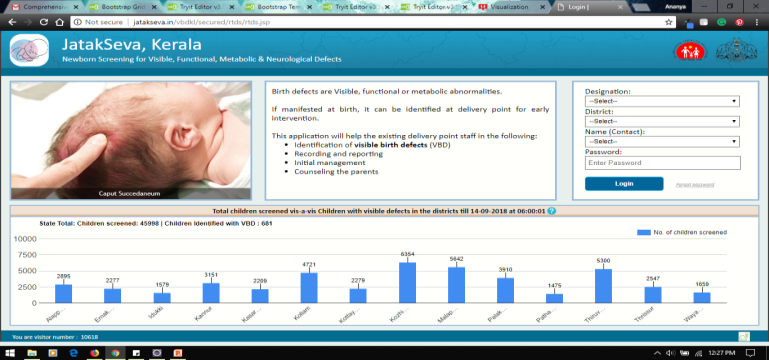 Comprehensiv
Bootstrap Grid
Tryit Editor v3
Bootstrap Tem
Tryit Editor v3
Tryit Editor v3
Visualization
Login |
Ananya
Not secure | jatakseva.in/vbdkl/secured/rtds/rtds.jsp
JatakSeva, Kerala
Newborn Screening for Visible, Functional, Metabolic & Neurological Defects
Caput Succedaneum
Birth defects are Visible, functional or metabolic abnormalities.
If manifested at birth, it can be identified at delivery point for early
intervention.
This application will help the existing delivery point staff in the following:
• Identification of visible birth defects (VBD)
• Recording and reporting
• Initial management
• Counseling the parents
Designation:
--Select--
District:
--Select--
Name (Contact):
--Select--
Password:
Enter Password
Login
Forgot password
Total children screened vis-a-vis Children with visible defects in the districts till 14-09-2018 at 06:00:01 ?
State Total: Children screened: 45998 | Children Identified with VBD : 681
No. of children screened
10000
7500
5000
2500
0
2895
2277
1579
3151
2209
4721
2279
6354
5642
3910
1475
5300
2547
1659
Alapp...
Ernak...
Idukki
Kannur
Kasar...
Kollam
Kottay...
Kozhi...
Malap...
Palak...
Patha...
Thiruv...
Thrissur
Waya...
You are visitor number : 10618
12:27 PM